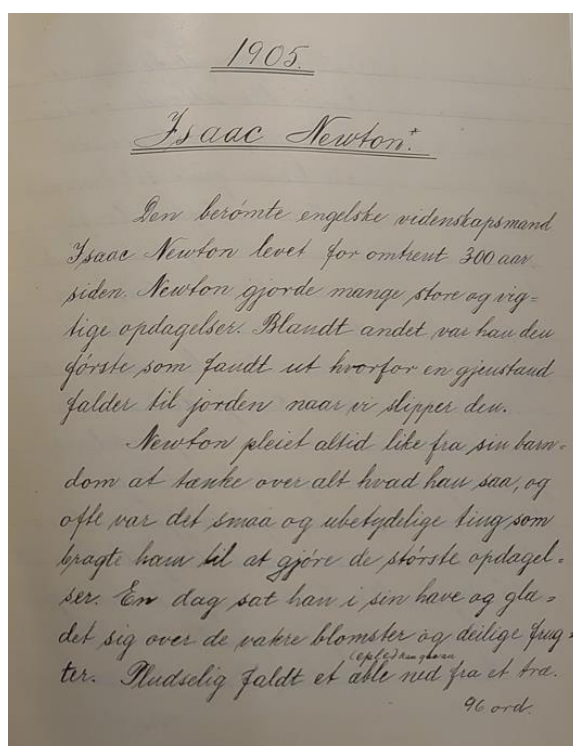 1905.
Isaac Newton.*
Den berömte engelske videnskapsmand
Isaac Newton levet for omtrent 300 aar
siden. Newton gjorde mange store og vig=
tige opdagelser. Blandt andet var han den
förste som fandt ut hvorfor en gjenstand
falder til jorden naar vi slipper den.
Newton pleiet altid like fra sin barn=
dom at tænke over alt hvad han saa, og
ofte var det smaa og ubetydelige ting som
bragte ham til at gjöre de störste opdagel=
ser. En dag sat han i sin have og glæ=
det sig over de vakre blomster og deilige frug=
ter. Pludselig faldt et æble ned fra et træ.
96 ord.